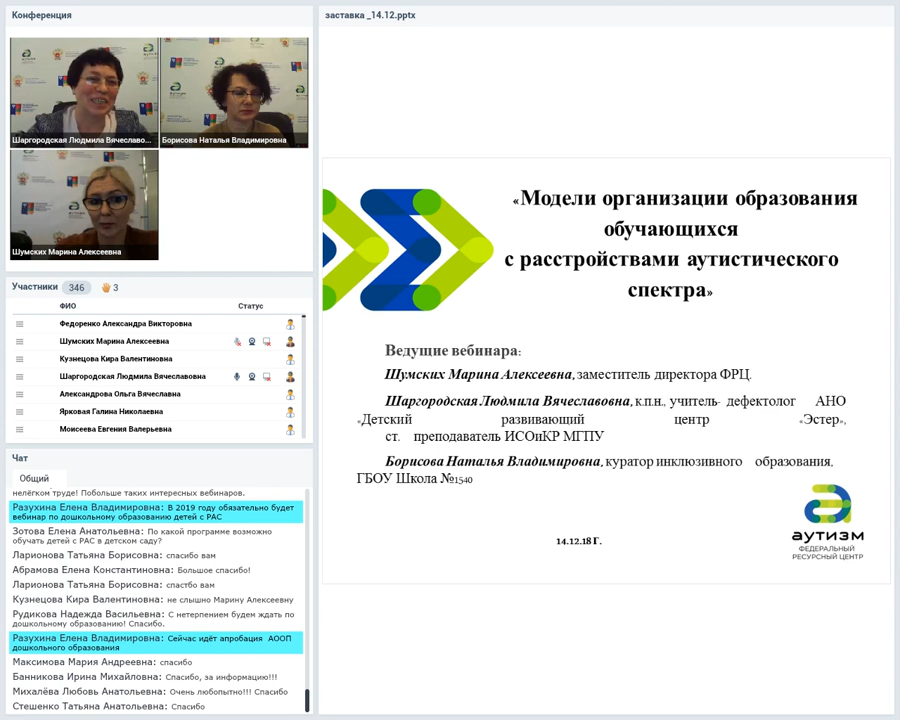 Конференция
Шаргородская Людмила Вячеславо...
Борисова Наталья Владимировна
Шумских Марина Алексеевна
Участники 346 3
ФИО Статус
Федоренко Александра Викторовна
Шумских Марина Алексеевна
Кузнецова Кира Валентиновна
Шаргородская Людмила Вячеславовна
Александрова Ольга Вячеславна
Ярковая Галина Николаевна
Моисеева Евгения Валерьевна
Чат
Общий
нелёгком труде! Побольше таких интересных вебинаров.
Разухина Елена Владимировна: В 2019 году обязательно будет
вебинар по дошкольному образованию детей с РАС
Зотова Елена Анатольевна: По какой программе возможно
обучать детей с РАС в детском саду?
Ларионова Татьяна Борисовна: спасибо вам
Абрамова Елена Константиновна: Большое спасибо!
Ларионова Татьяна Борисовна: спастбо вам
Кузнецова Кира Валентиновна: не слышно Марину Алексеевну
Рудикова Надежда Васильевна: С нетерпением будем ждать по
дошкольному образованию! Спасибо.
Разухина Елена Владимировна: Сейчас идёт апробация АООП
дошкольного образования
Максимова Мария Андреевна: спасибо
Банникова Ирина Михайловна: Спасибо, за информацию!!!
Михалёва Любовь Анатольевна: Очень любопытно!!! Спасибо
Стешенко Татьяна Анатольевна: Спасибо
заставка _14.12.pptx
«Модели организации образования
обучающихся
с расстройствами аутистического
спектра»
Ведущие вебинара:
Шумских Марина Алексеевна, заместитель директора ФРЦ.
Шаргородская Людмила Вячеславовна, к.п.н., учитель- дефектолог АНО
«Детский развивающий центр «Эстер»,
ст. преподаватель ИСОиКР МГПУ
Борисова Наталья Владимировна, куратор инклюзивного образования,
ГБОУ Школа №1540
14.12.18 Г.
аутизм
ФЕДЕРАЛЬНЫЙ
РЕСУРСНЫЙ ЦЕНТР